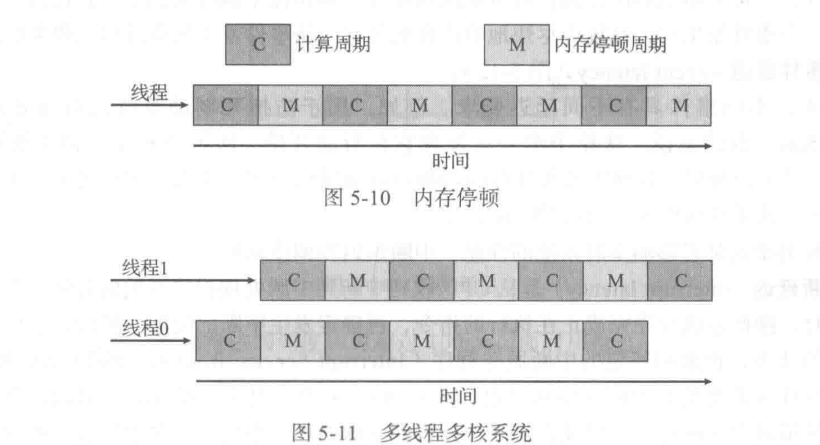 C 计算周期 M 内存停顿周期
线程 C M C M C M C M
时间
图 5-10 内存停顿
线程1 C M C M C M C
线程0 C M C M C M C
时间
图 5-11 多线程多核系统